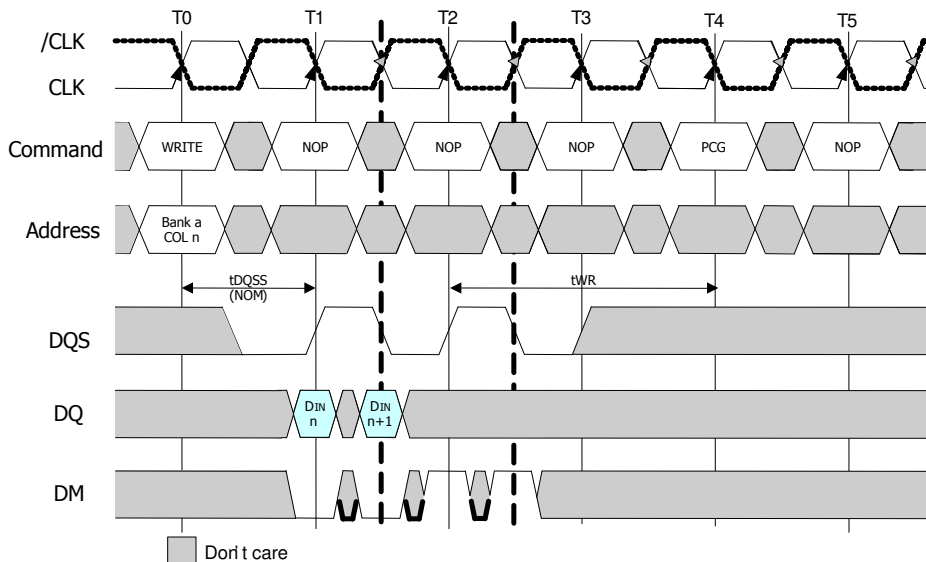 T0 T1 T2 T3 T4 T5
/CLK
CLK
Command WRITE NOP NOP NOP PCG NOP
Address Bank a
COL n
tDQSS
(NOM)
tWR
DQS
DQ DIN
n
DIN
n+1
DM
Don't care